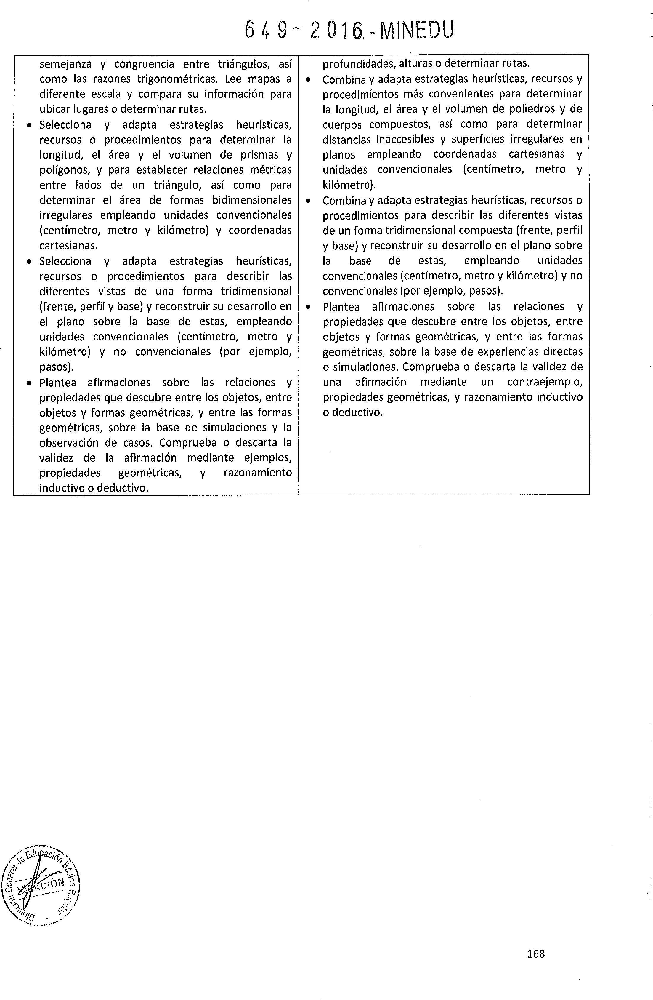 649-2016.-MINEDU
semejanza y congruencia entre triángulos, así
como las razones trigonométricas. Lee mapas a
diferente escala y compara su información para
ubicar lugares o determinar rutas.
• Selecciona y adapta estrategias heurísticas,
recursos o procedimientos para determinar la
longitud, el área y el volumen de prismas y
polígonos, y para establecer relaciones métricas
entre lados de un triángulo, así como para
determinar el área de formas bidimensionales
irregulares empleando unidades convencionales
(centímetro, metro y kilómetro) y coordenadas
cartesianas.
• Selecciona y adapta estrategias heurísticas,
recursos o procedimientos para describir las
diferentes vistas de una forma tridimensional
(frente, perfil y base) y reconstruir su desarrollo en
el plano sobre la base de estas, empleando
unidades convencionales (centímetro, metro y
kilómetro) y no convencionales (por ejemplo,
pasos).
• Plantea afirmaciones sobre las relaciones y
propiedades que descubre entre los objetos, entre
objetos y formas geométricas, y entre las formas
geométricas, sobre la base de simulaciones y la
observación de casos. Comprueba o descarta la
validez de la afirmación mediante ejemplos,
propiedades geométricas, y razonamiento
inductivo o deductivo.
profundidades, alturas o determinar rutas.
• Combina y adapta estrategias heurísticas, recursos y
procedimientos más convenientes para determinar
la longitud, el área y el volumen de poliedros y de
cuerpos compuestos, así como para determinar
distancias inaccesibles y superficies irregulares en
planos empleando coordenadas cartesianas y
unidades convencionales (centímetro, metro y
kilómetro).
• Combina y adapta estrategias heurísticas, recursos o
procedimientos para describir las diferentes vistas
de un forma tridimensional compuesta (frente, perfil
y base) y reconstruir su desarrollo en el plano sobre
la base de estas, empleando unidades
convencionales (centímetro, metro y kilómetro) y no
convencionales (por ejemplo, pasos).
• Plantea afirmaciones sobre las relaciones y
propiedades que descubre entre los objetos, entre
objetos y formas geométricas, y entre las formas
geométricas, sobre la base de experiencias directas
o simulaciones. Comprueba o descarta la validez de
una afirmación mediante un contraejemplo,
propiedades geométricas, y razonamiento inductivo
o deductivo.
Dirección General de Educación Básica Regular
VISACIÓN
168